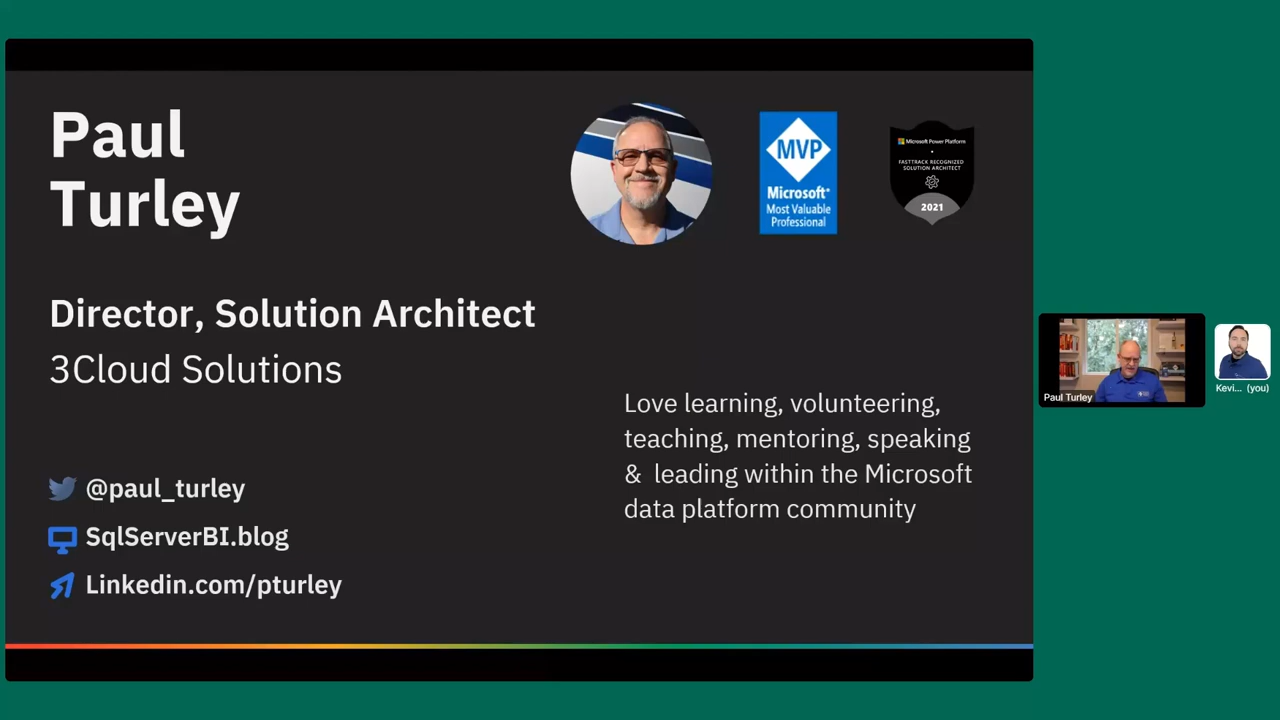 Paul
Turley
MVP
Microsoft®
Most Valuable
Professional
Microsoft Power Platform
FASTTRACK RECOGNIZED
SOLUTION ARCHITECT
2021
Director, Solution Architect
3Cloud Solutions
Love learning, volunteering,
teaching, mentoring, speaking
& leading within the Microsoft
data platform community
@paul_turley
SqlServerBI.blog
Linkedin.com/pturley
Paul Turley
Kevi... (you)